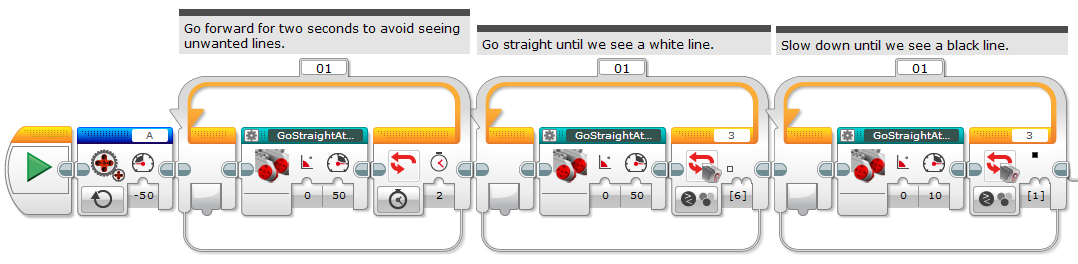 Go forward for two seconds to avoid seeing
unwanted lines.
Go straight until we see a white line.
Slow down until we see a black line.
01
01
01
A
GoStraightAt...
GoStraightAt...
3
GoStraightAt...
3
-50
0
50
2
0
50
[6]
0
10
[1]